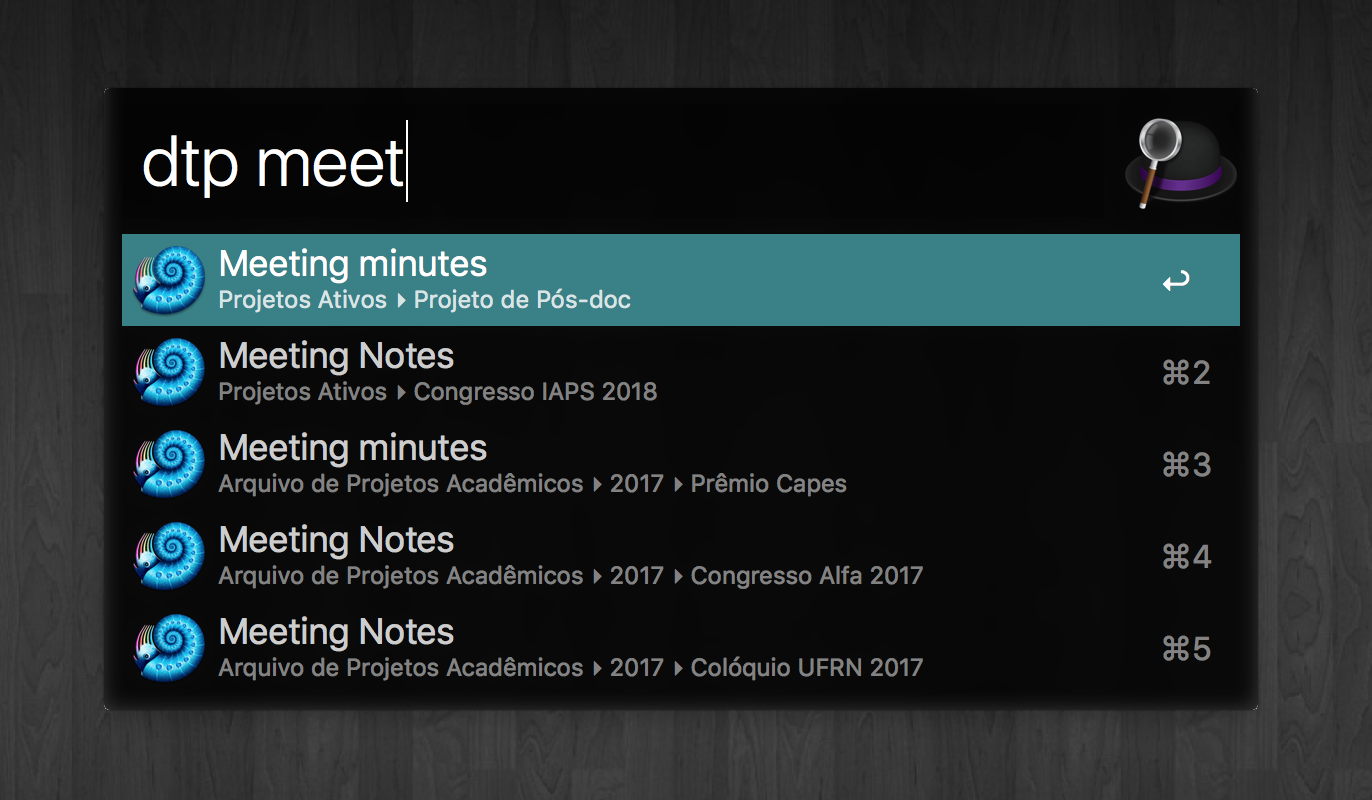 dtp meet
Meeting minutes
Projetos Ativos ▸ Projeto de Pós-doc
↩
Meeting Notes
Projetos Ativos ▸ Congresso IAPS 2018
⌘2
Meeting minutes
Arquivo de Projetos Acadêmicos ▸ 2017 ▸ Prêmio Capes
⌘3
Meeting Notes
Arquivo de Projetos Acadêmicos ▸ 2017 ▸ Congresso Alfa 2017
⌘4
Meeting Notes
Arquivo de Projetos Acadêmicos ▸ 2017 ▸ Colóquio UFRN 2017
⌘5